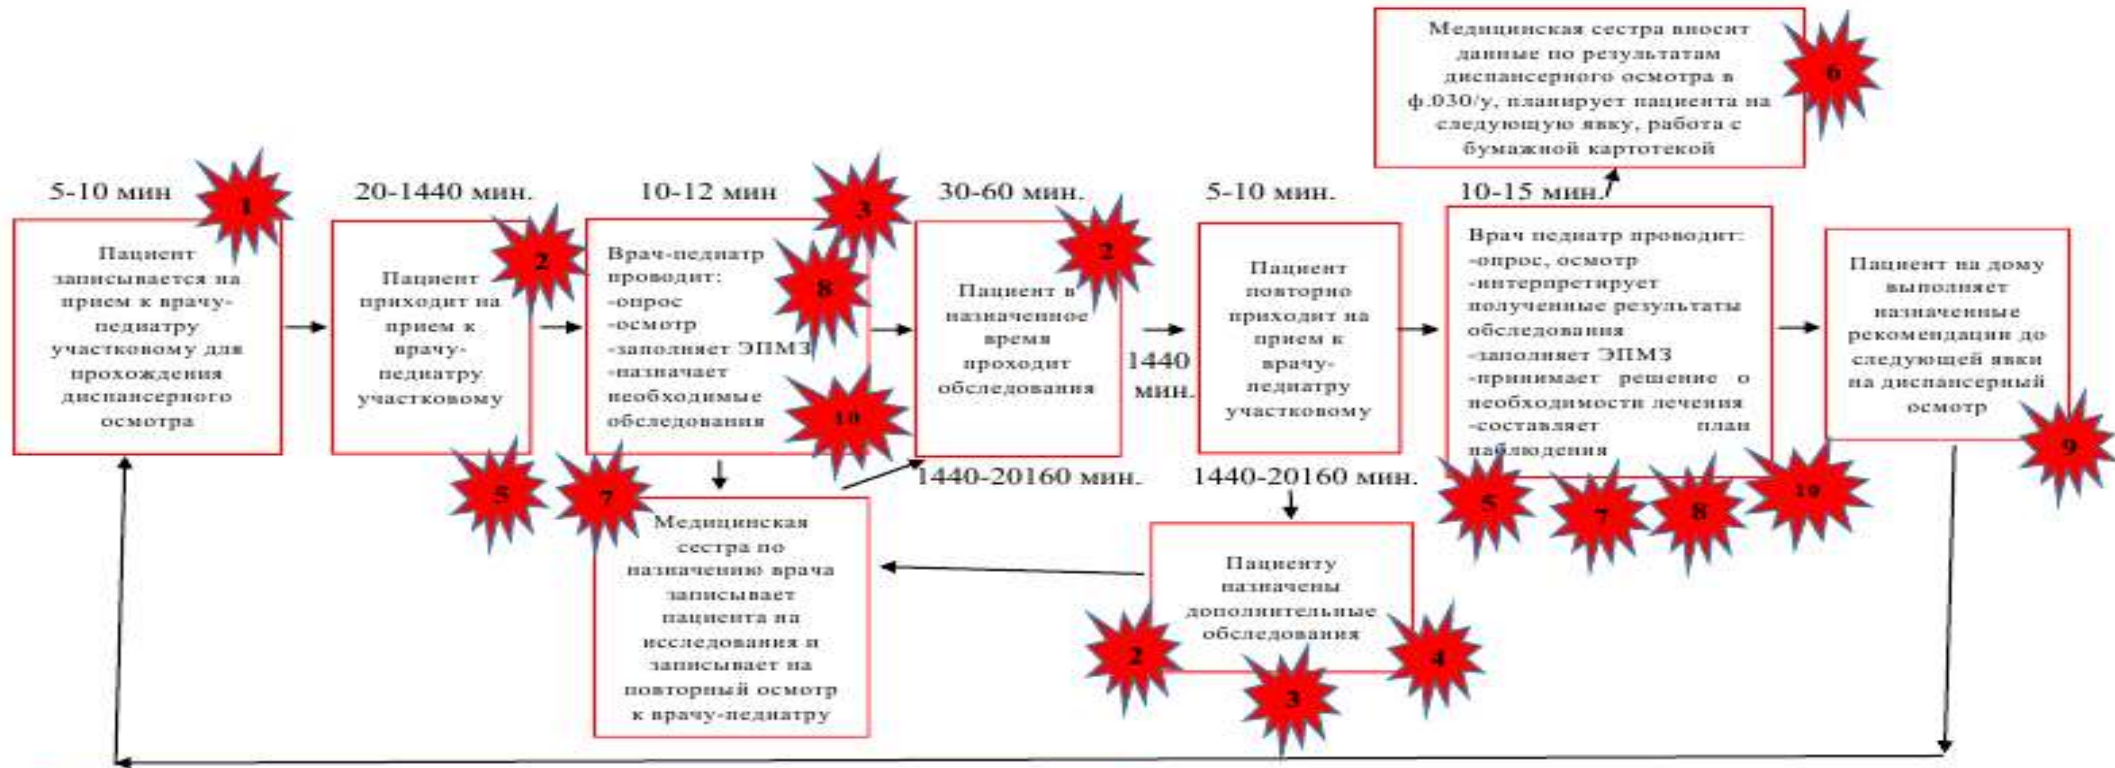 Медицинская сестра вносит
данные по результатам
диспансерного осмотра в
ф.030/у, планирует пациента на
следующую явку, работа с
бумажной картотекой
6
5-10 мин
1
Пациент
записывается на
прием к врачу-
педиатру
участковому для
прохождения
диспансерного
осмотра
20-1440 мин.
2
Пациент
приходит на
прием к
врачу-
педиатру
участковому
5
10-12 мин
3
Врач-педиатр
проводит:
-опрос
-осмотр
-заполняет ЭПМЗ
-назначает
необходимые
обследования
8
10
7
Медицинская
сестра по
назначению врача
записывает
пациента на
исследования и
записывает на
повторный осмотр
к врачу-педиатру
30-60 мин.
2
Пациент в
назначенное
время
проходит
обследования
1440-20160 мин.
1440
мин.
5-10 мин.
Пациент
повторно
приходит на
прием к
врачу-
педиатру
участковому
1440-20160 мин.
Пациенту
назначены
дополнительные
обследования
2
3
4
10-15 мин.
Врач педиатр проводит:
-опрос, осмотр
-интерпретирует
полученные результаты
обследования
-заполняет ЭПМЗ
-принимает решение о
необходимости лечения
-составляет план
наблюдения
5
7
8
10
Пациент на дому
выполняет
назначенные
рекомендации до
следующей явки
на диспансерный
осмотр
9